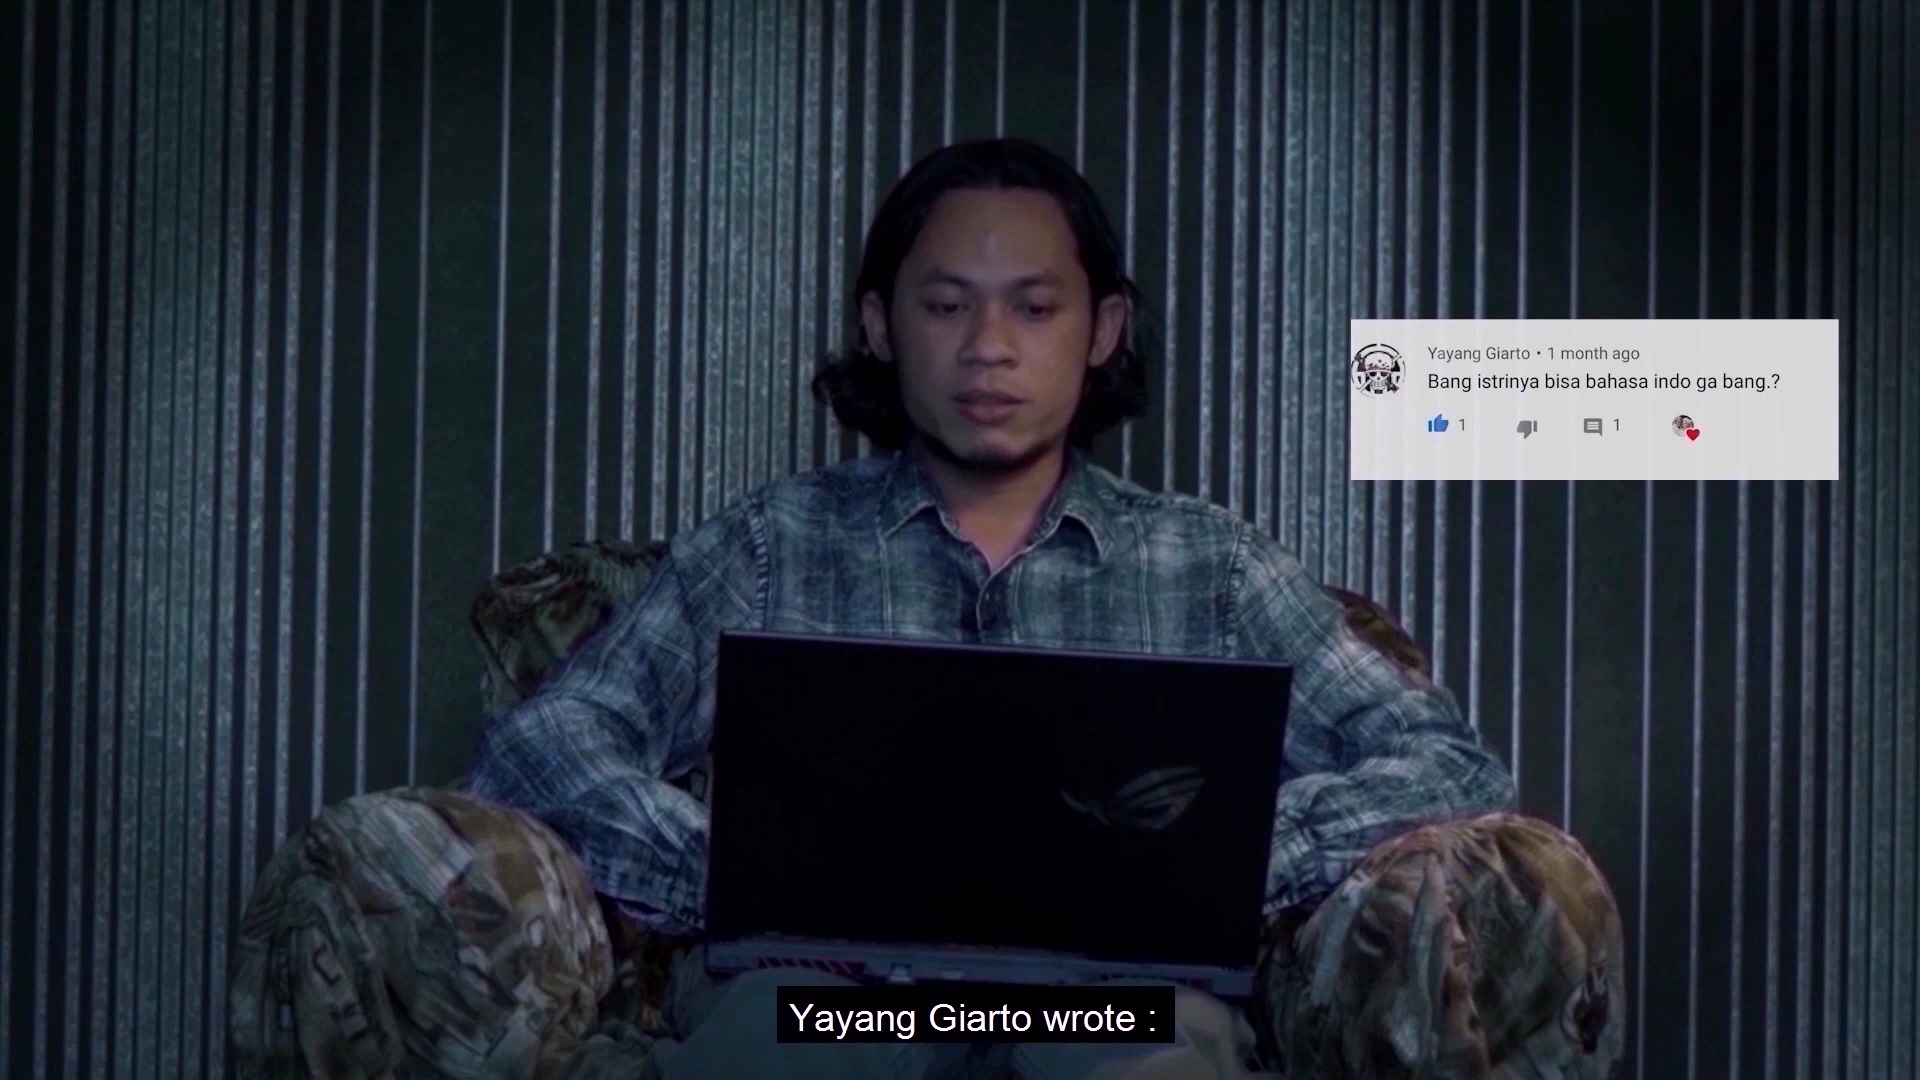 Yayang Giarto • 1 month ago
Bang istrinya bisa bahasa indo ga bang.?
1
1
Yayang Giarto wrote :